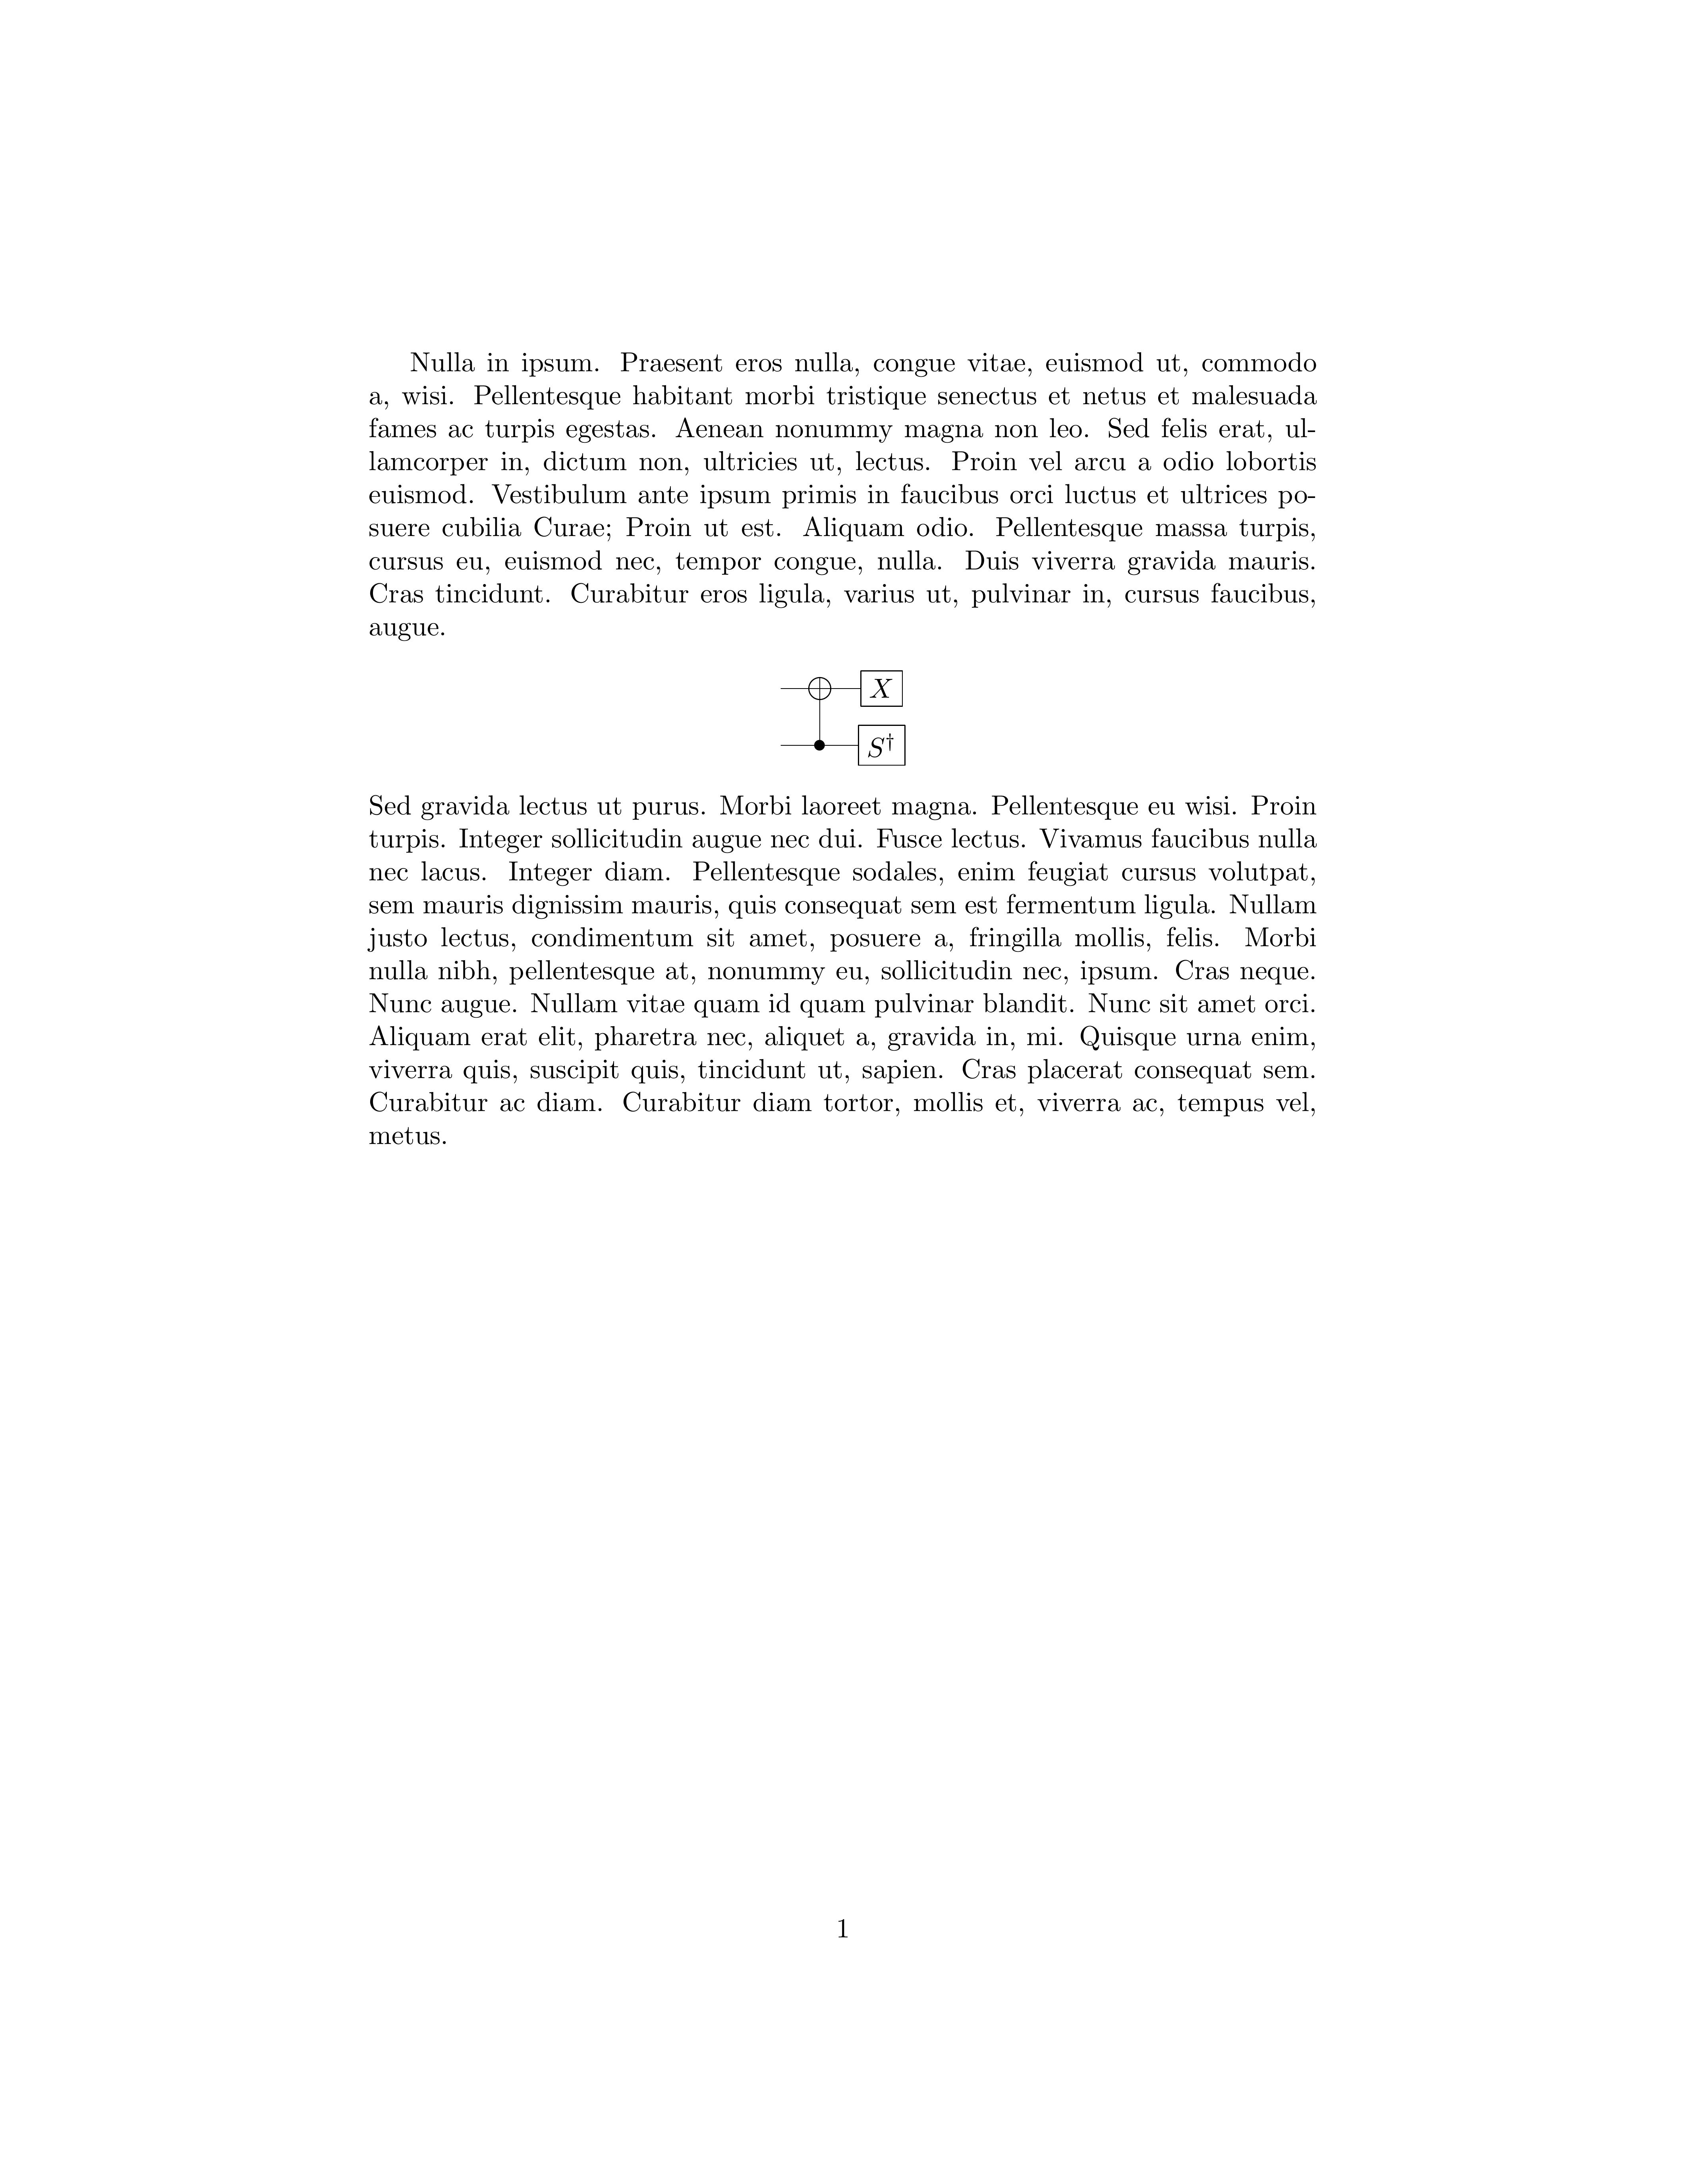 Nulla in ipsum. Praesent eros nulla, congue vitae, euismod ut, commodo
a, wisi. Pellentesque habitant morbi tristique senectus et netus et malesuada
fames ac turpis egestas. Aenean nonummy magna non leo. Sed felis erat, ul-
lamcorper in, dictum non, ultricies ut, lectus. Proin vel arcu a odio lobortis
euismod. Vestibulum ante ipsum primis in faucibus orci luctus et ultrices po-
suere cubilia Curae; Proin ut est. Aliquam odio. Pellentesque massa turpis,
cursus eu, euismod nec, tempor congue, nulla. Duis viverra gravida mauris.
Cras tincidunt. Curabitur eros ligula, varius ut, pulvinar in, cursus faucibus,
augue.
X
S†
Sed gravida lectus ut purus. Morbi laoreet magna. Pellentesque eu wisi. Proin
turpis. Integer sollicitudin augue nec dui. Fusce lectus. Vivamus faucibus nulla
nec lacus. Integer diam. Pellentesque sodales, enim feugiat cursus volutpat,
sem mauris dignissim mauris, quis consequat sem est fermentum ligula. Nullam
justo lectus, condimentum sit amet, posuere a, fringilla mollis, felis. Morbi
nulla nibh, pellentesque at, nonummy eu, sollicitudin nec, ipsum. Cras neque.
Nunc augue. Nullam vitae quam id quam pulvinar blandit. Nunc sit amet orci.
Aliquam erat elit, pharetra nec, aliquet a, gravida in, mi. Quisque urna enim,
viverra quis, suscipit quis, tincidunt ut, sapien. Cras placerat consequat sem.
Curabitur ac diam. Curabitur diam tortor, mollis et, viverra ac, tempus vel,
metus.
1